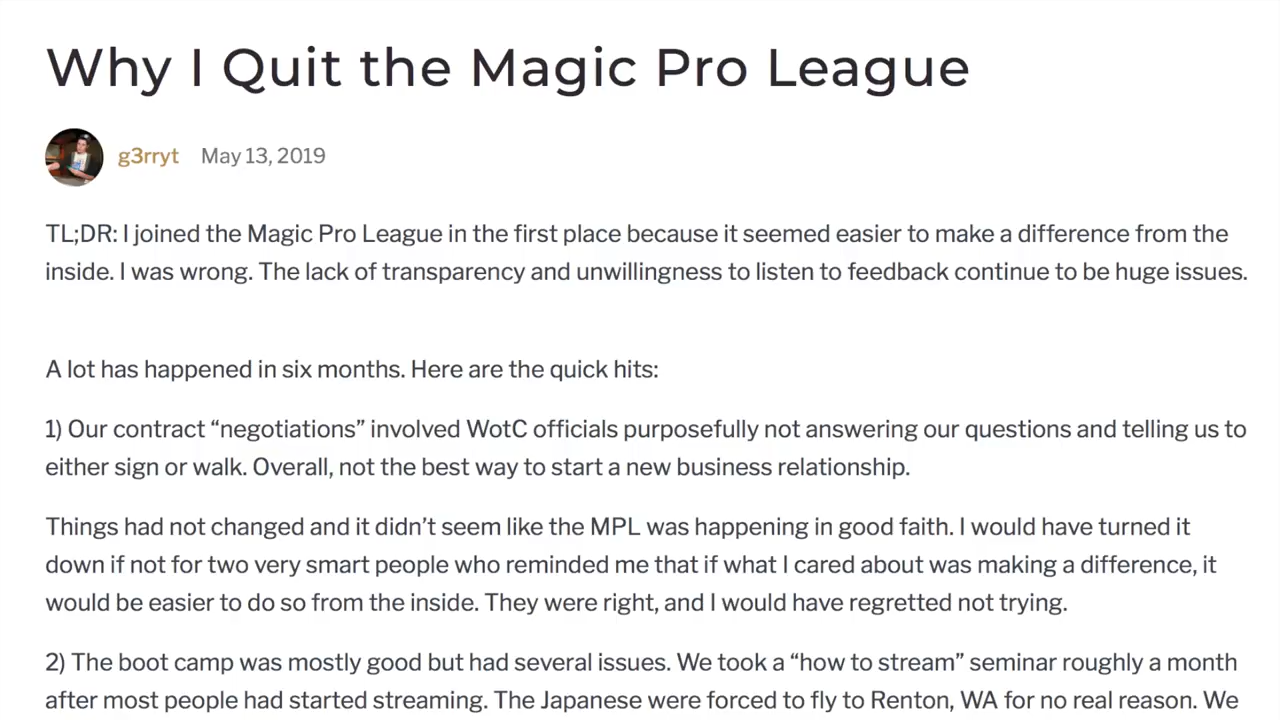 Why I Quit the Magic Pro League
g3rryt May 13, 2019
TL;DR: I joined the Magic Pro League in the first place because it seemed easier to make a difference from the
inside. I was wrong. The lack of transparency and unwillingness to listen to feedback continue to be huge issues.
A lot has happened in six months. Here are the quick hits:
1) Our contract “negotiations” involved WotC officials purposefully not answering our questions and telling us to
either sign or walk. Overall, not the best way to start a new business relationship.
Things had not changed and it didn’t seem like the MPL was happening in good faith. I would have turned it
down if not for two very smart people who reminded me that if what I cared about was making a difference, it
would be easier to do so from the inside. They were right, and I would have regretted not trying.
2) The boot camp was mostly good but had several issues. We took a “how to stream” seminar roughly a month
after most people had started streaming. The Japanese were forced to fly to Renton, WA for no real reason. We